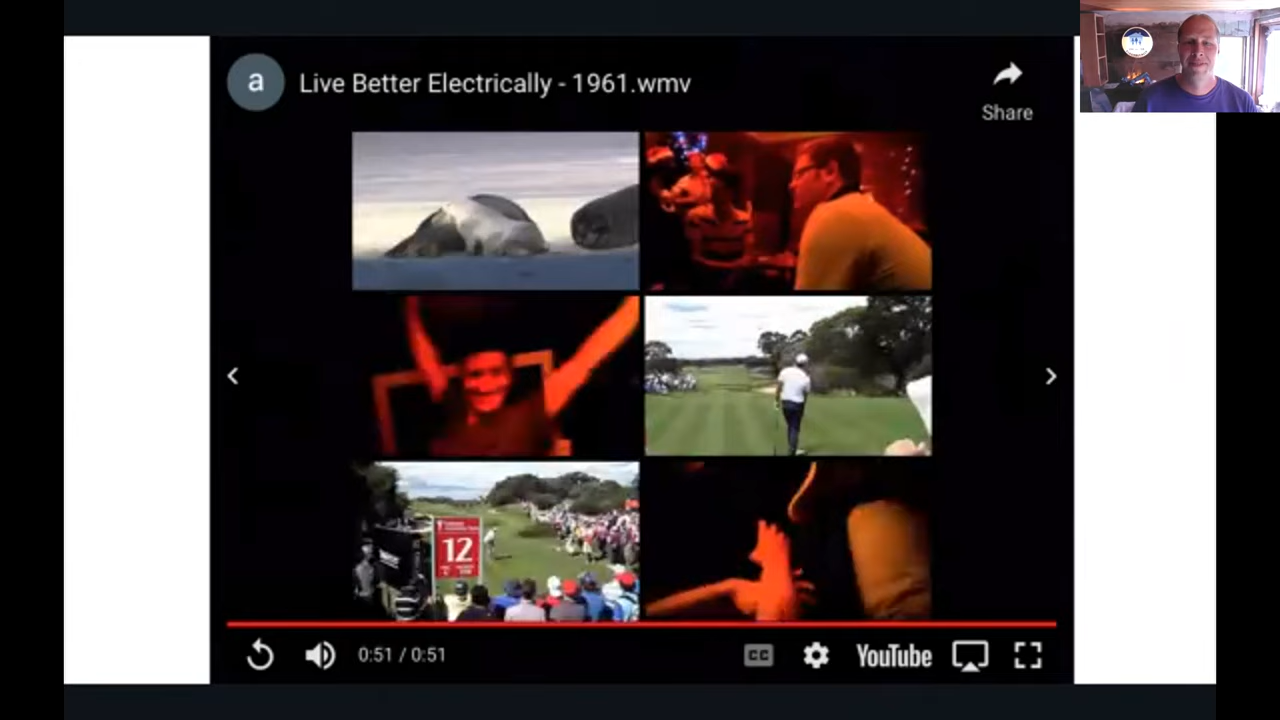 a
Live Better Electrically - 1961.wmv
Share
12
0:51 / 0:51
CC
YouTube